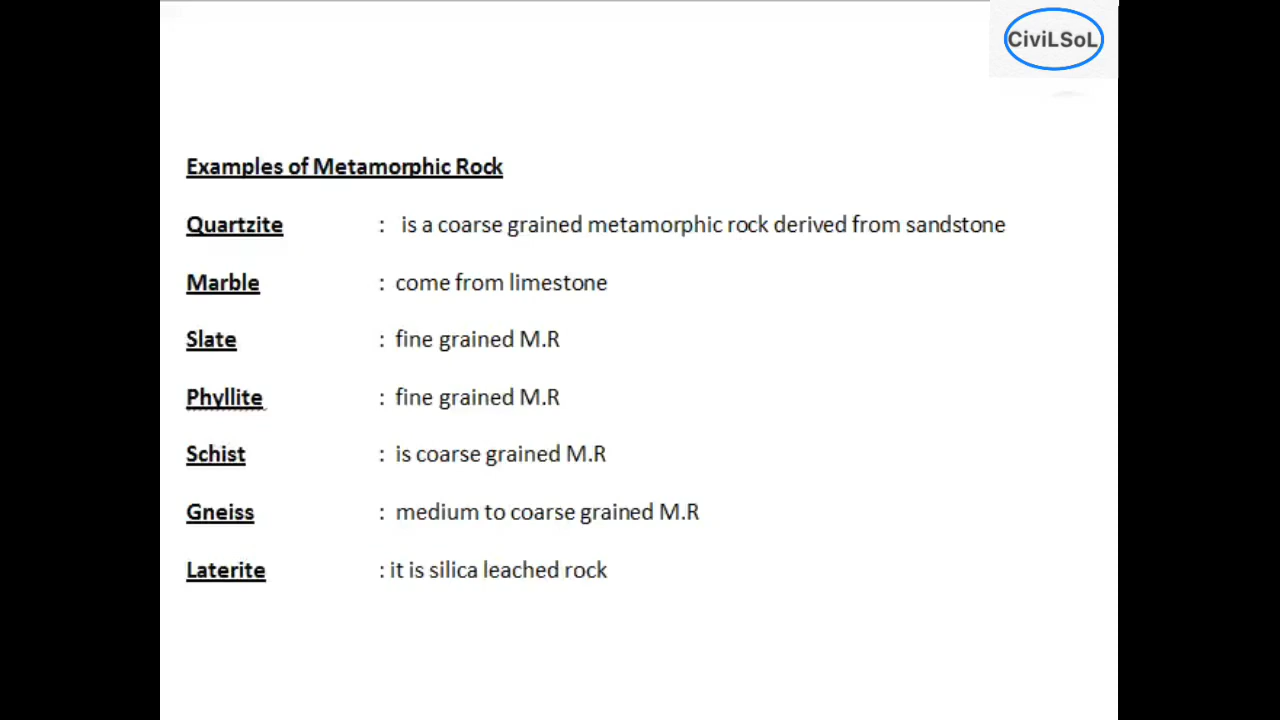 CiviLSoL
Examples of Metamorphic Rock
Quartzite : is a coarse grained metamorphic rock derived from sandstone
Marble : come from limestone
Slate : fine grained M.R
Phyllite : fine grained M.R
Schist : is coarse grained M.R
Gneiss : medium to coarse grained M.R
Laterite : it is silica leached rock